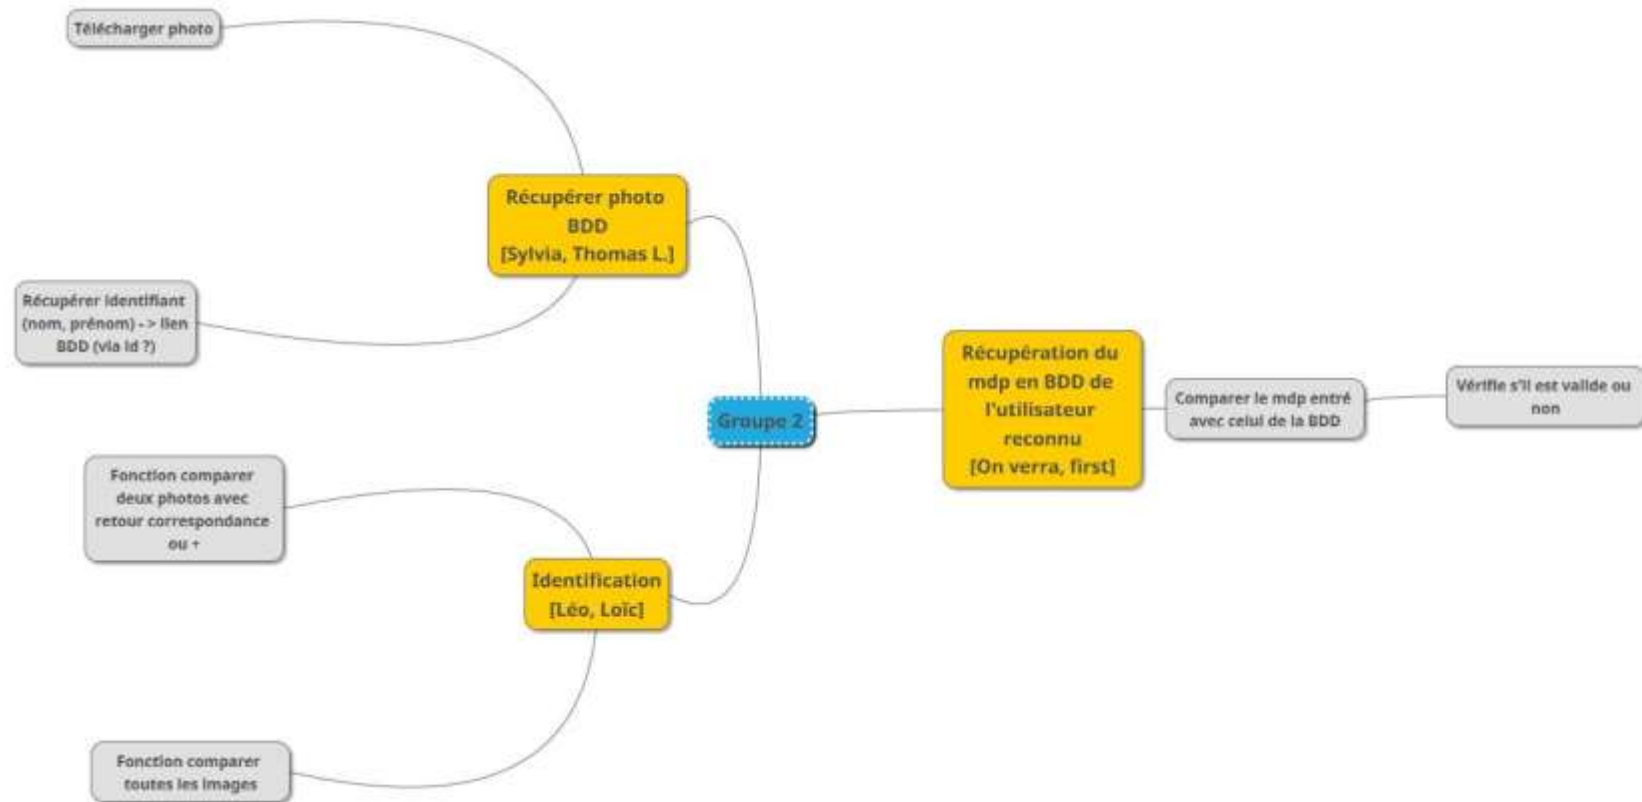 Télécharger photo
Récupérer photo
BDD
[Sylvia, Thomas L.]
Récupérer identifiant
(nom, prénom) - > lien
BDD (via id ?)
Groupe 2
Récupération du
mdp en BDD de
l'utilisateur
reconnu
[On verra, first]
Comparer le mdp entré
avec celui de la BDD
Vérifie s'il est valide ou
non
Fonction comparer
deux photos avec
retour correspondance
ou +
Identification
[Léo, Loïc]
Fonction comparer
toutes les images